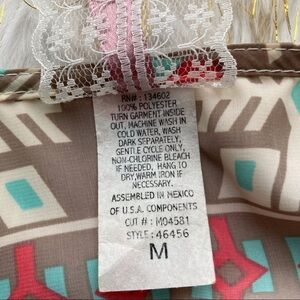 RN# : 134602
100% POLYESTER
TURN GARMENT INSIDE
OUT, MACHINE WASH IN
COLD WATER, WASH
DARK SEPARATELY,
GENTLE CYCLE ONLY,
NON-CHLORINE BLEACH
IF NEEDED, HANG TO
DRY,WARM IRON IF
NECESSARY.
ASSEMBLED IN MEXICO
OF U.S.A. COMPONENTS
CUT # : M04581
STYLE : 46456
M